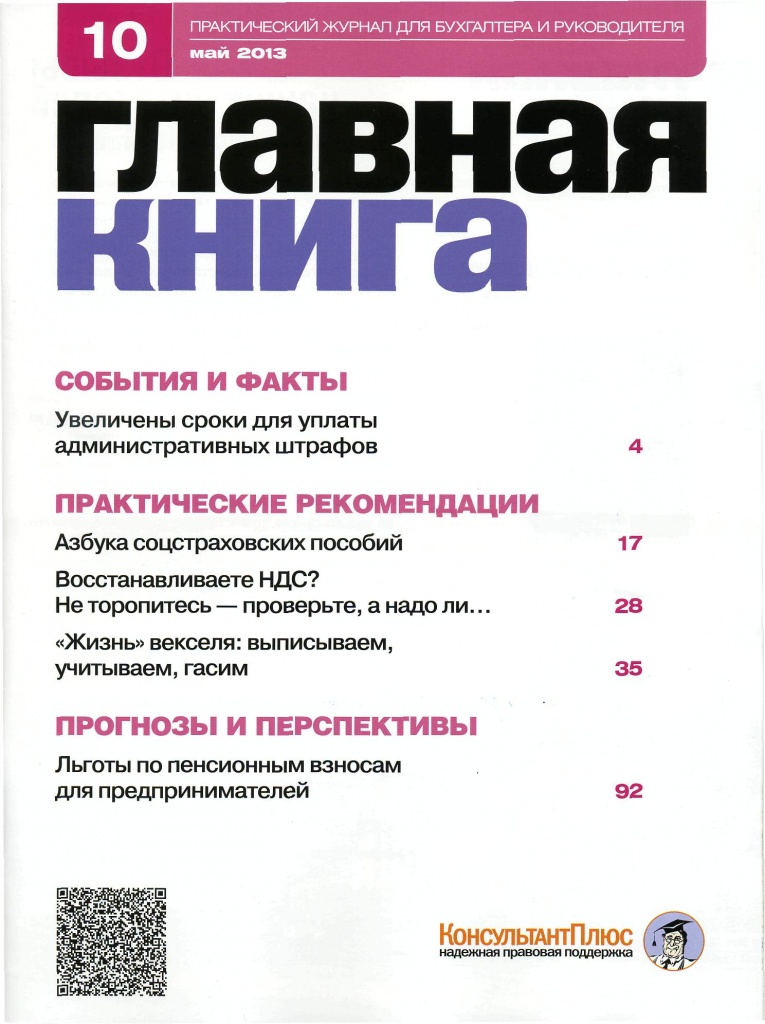 10
ПРАКТИЧЕСКИЙ ЖУРНАЛ ДЛЯ БУХГАЛТЕРА И РУКОВОДИТЕЛЯ
май 2013
главная
книга
СОБЫТИЯ И ФАКТЫ
Увеличены сроки для уплаты
административных штрафов 4
ПРАКТИЧЕСКИЕ РЕКОМЕНДАЦИИ
Азбука соцстраховских пособий 17
Восстанавливаете НДС?
Не торопитесь — проверьте, а надо ли... 28
«Жизнь» векселя: выписываем,
учитываем, гасим 35
ПРОГНОЗЫ И ПЕРСПЕКТИВЫ
Льготы по пенсионным взносам
для предпринимателей 92
КонсультантПлюс
надежная правовая поддержка